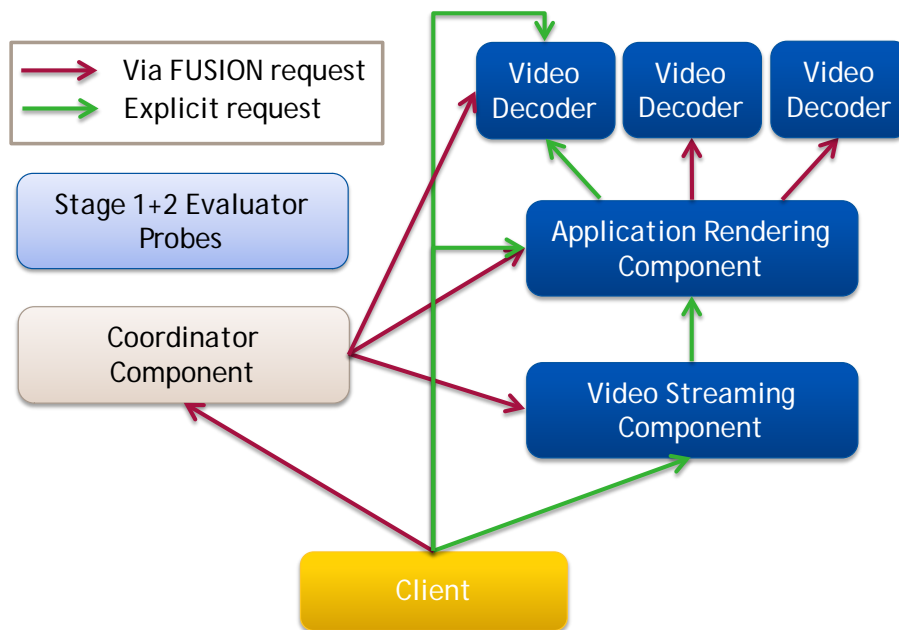 Via FUSION request
Explicit request
Video
Decoder
Video
Decoder
Video
Decoder
Stage 1+2 Evaluator
Probes
Application Rendering
Component
Coordinator
Component
Video Streaming
Component
Client